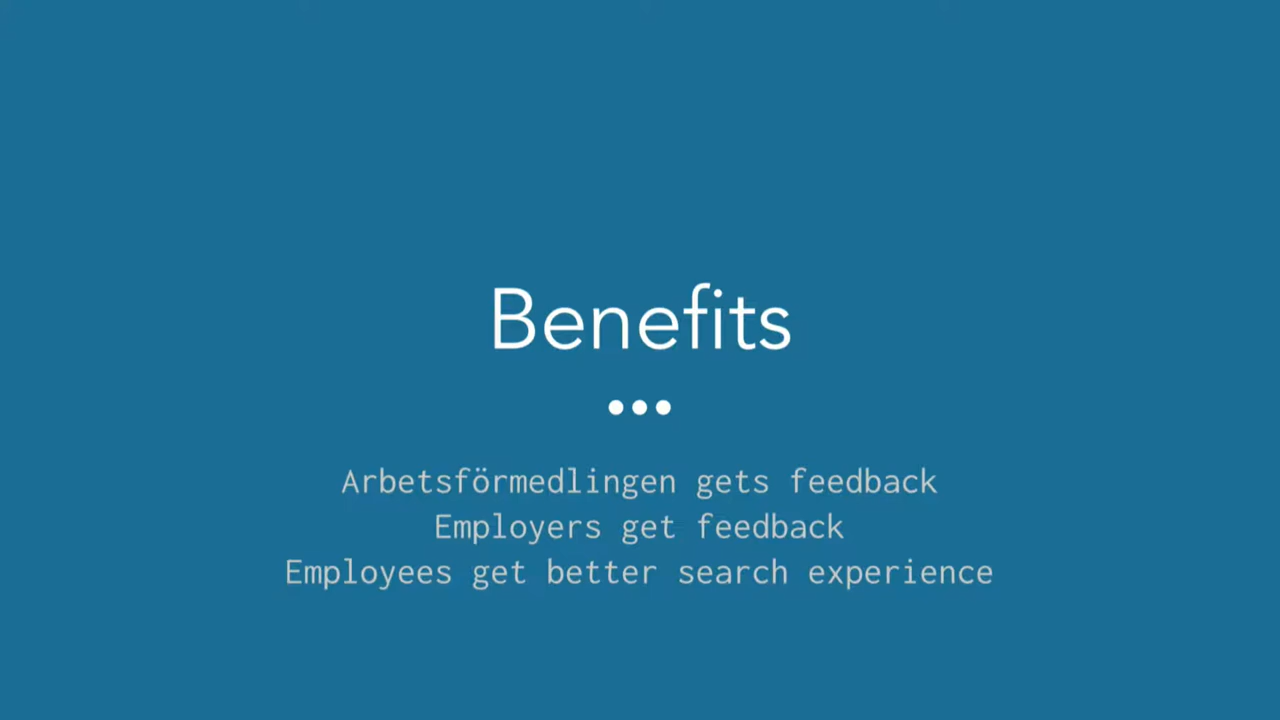 Benefits
Arbetsförmedlingen gets feedback
Employers get feedback
Employees get better search experience